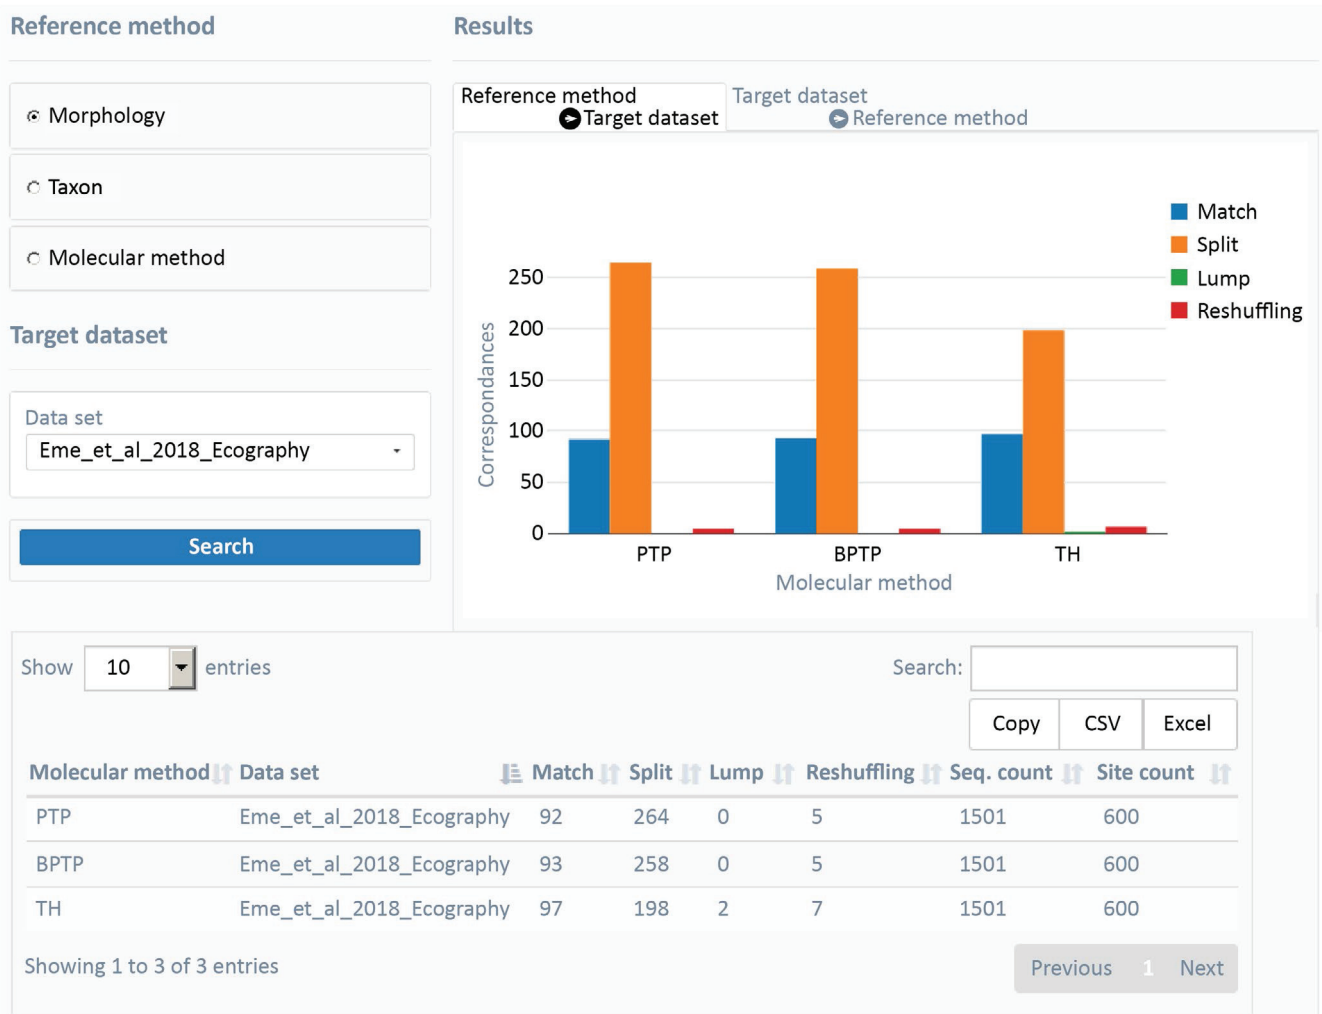 Reference method
Morphology
Taxon
Molecular method
Target dataset
Data set
Eme_et_al_2018_Ecography
Search
Results
Reference method
Target dataset
Target dataset
Reference method
Match
Split
Lump
Reshuffling
Correspondances
250
200
150
100
50
0
PTP BPTP TH
Molecular method
Show 10 entries
Search:
Copy CSV Excel
Molecular method Data set Match Split Lump Reshuffling Seq. count Site count
PTP Eme_et_al_2018_Ecography 92 264 0 5 1501 600
BPTP Eme_et_al_2018_Ecography 93 258 0 5 1501 600
TH Eme_et_al_2018_Ecography 97 198 2 7 1501 600
Showing 1 to 3 of 3 entries
Previous 1 Next